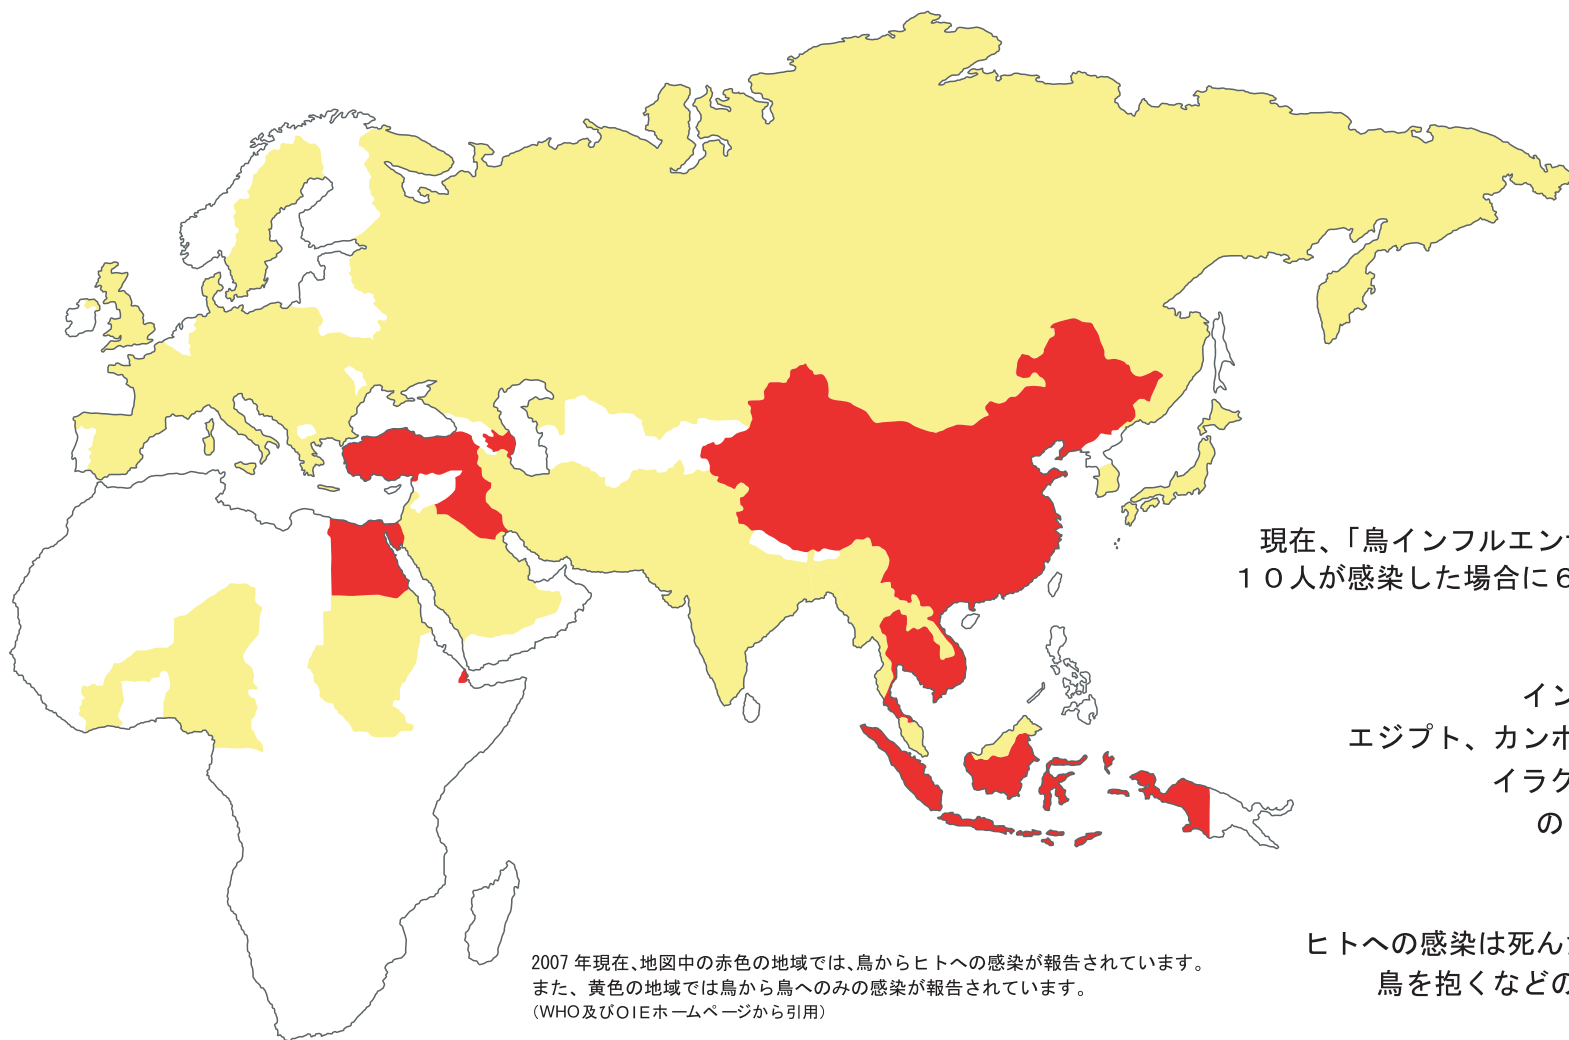 現在、「鳥インフルエン
１０人が感染した場合に６
イン
エジプト、カンボ
イラク
の
ヒトへの感染は死ん
鳥を抱くなどの
2007 年現在、地図中の赤色の地域では、鳥からヒトへの感染が報告されています。
また、黄色の地域では鳥から鳥へのみの感染が報告されています。
（WHO及びOIEホームページから引用）